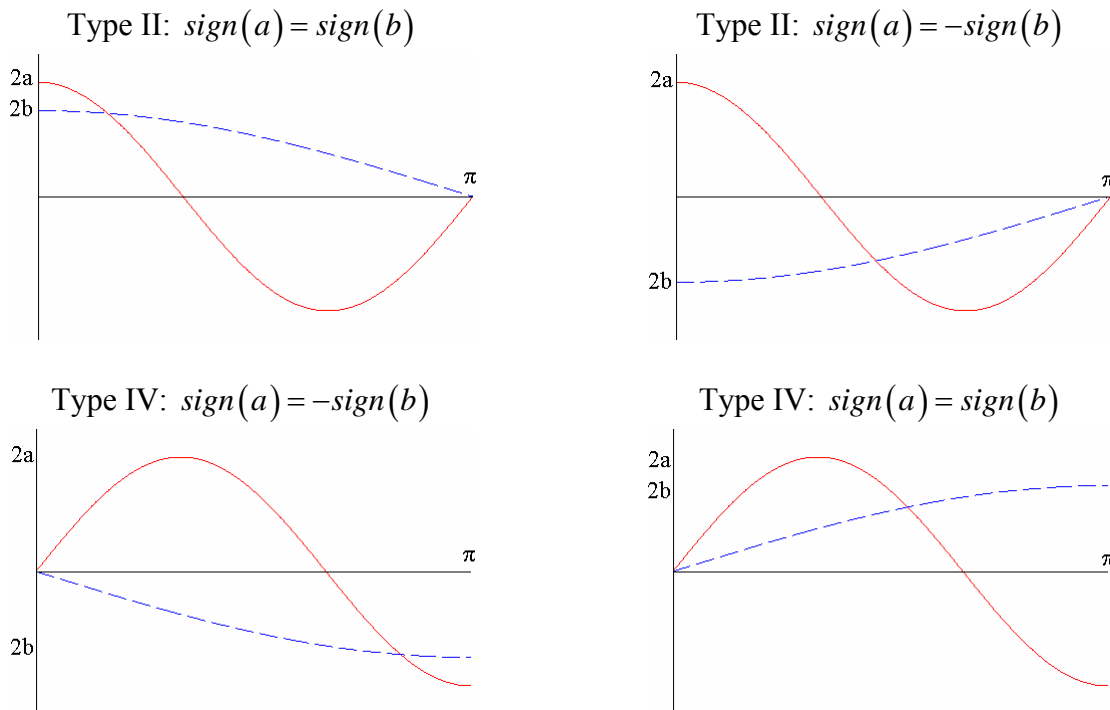 Type II: sign(a) = sign(b)
2a
2b
π
Type II: sign(a) = −sign(b)
2a
2b
π
Type IV: sign(a) = −sign(b)
2a
2b
π
Type IV: sign(a) = sign(b)
2a
2b
π